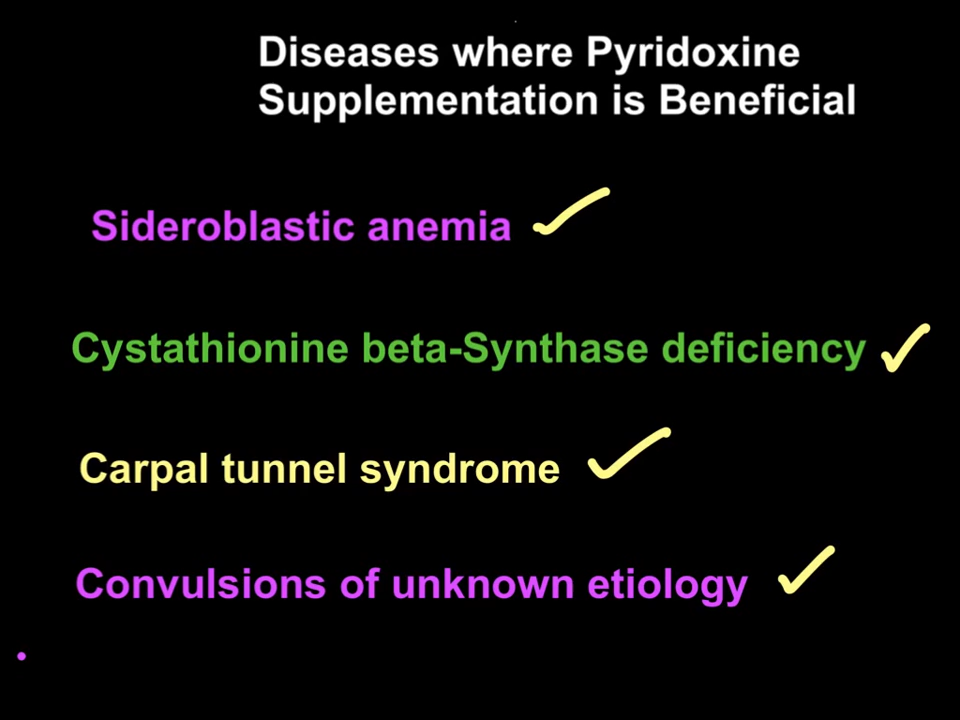 Diseases where Pyridoxine
Supplementation is Beneficial
Sideroblastic anemia
Cystathionine beta-Synthase deficiency
Carpal tunnel syndrome
Convulsions of unknown etiology